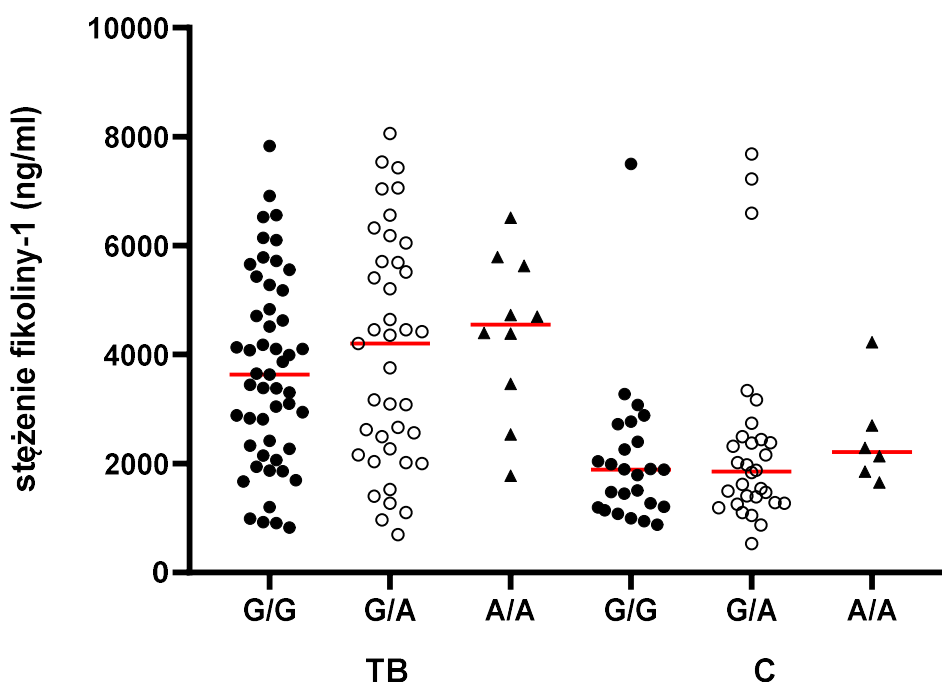 stężenie fikoliny-1 (ng/ml)
10000
8000
6000
4000
2000
0
G/G G/A A/A G/G G/A A/A
TB C